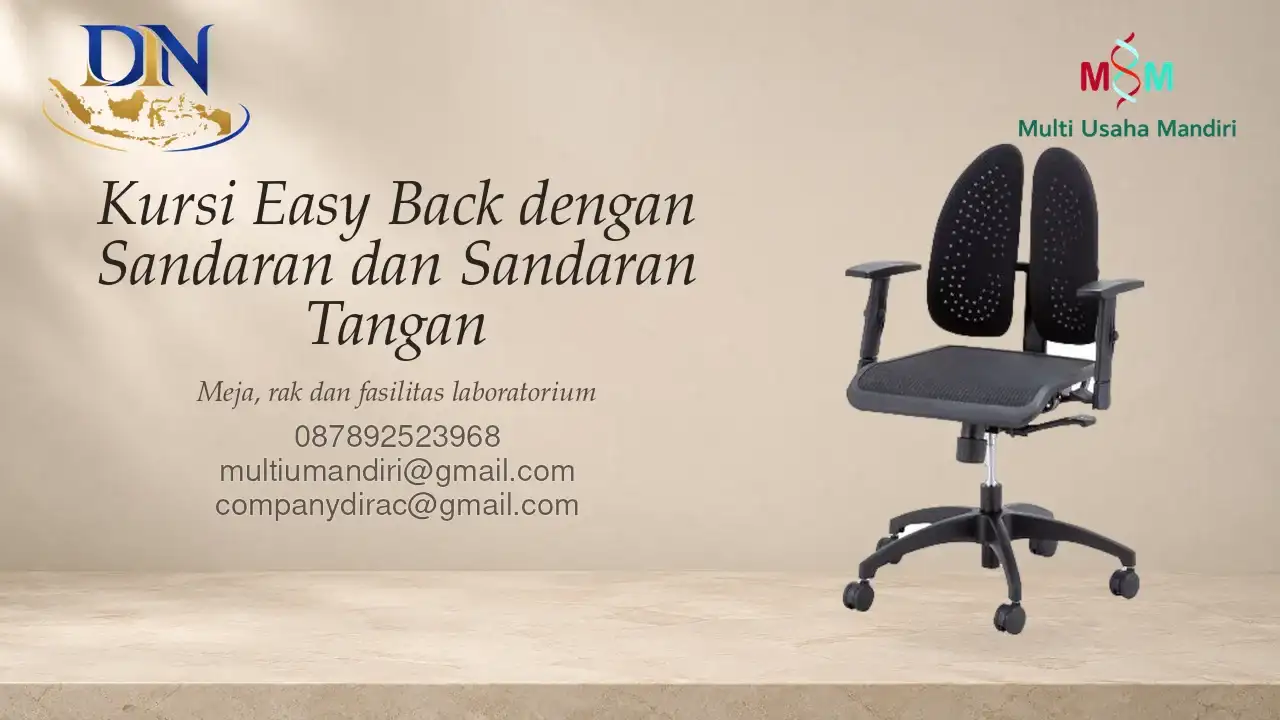 DN
MSM
Multi Usaha Mandiri
Kursi Easy Back dengan
Sandaran dan Sandaran
Tangan
Meja, rak dan fasilitas laboratorium
087892523968
multiumandiri@gmail.com
companydirac@gmail.com